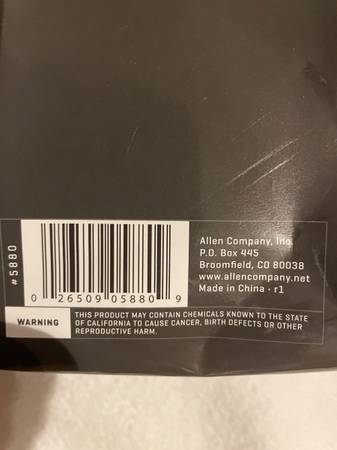 #5880
0 26509 05880 9
Allen Company, Inc.
P.O. Box 445
Broomfield, CO 80038
www.allencompany.net
Made in China • r1
WARNING
THIS PRODUCT MAY CONTAIN CHEMICALS KNOWN TO THE STATE
OF CALIFORNIA TO CAUSE CANCER, BIRTH DEFECTS OR OTHER
REPRODUCTIVE HARM.